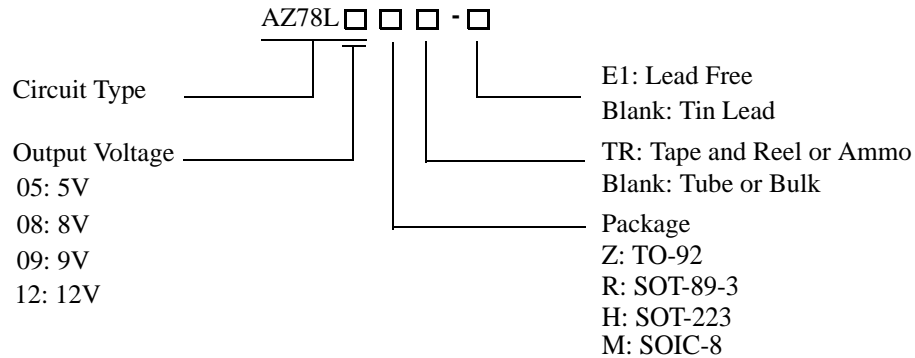 AZ78L□ □ □ - □
Circuit Type
Output Voltage
05: 5V
08: 8V
09: 9V
12: 12V
E1: Lead Free
Blank: Tin Lead
TR: Tape and Reel or Ammo
Blank: Tube or Bulk
Package
Z: TO-92
R: SOT-89-3
H: SOT-223
M: SOIC-8